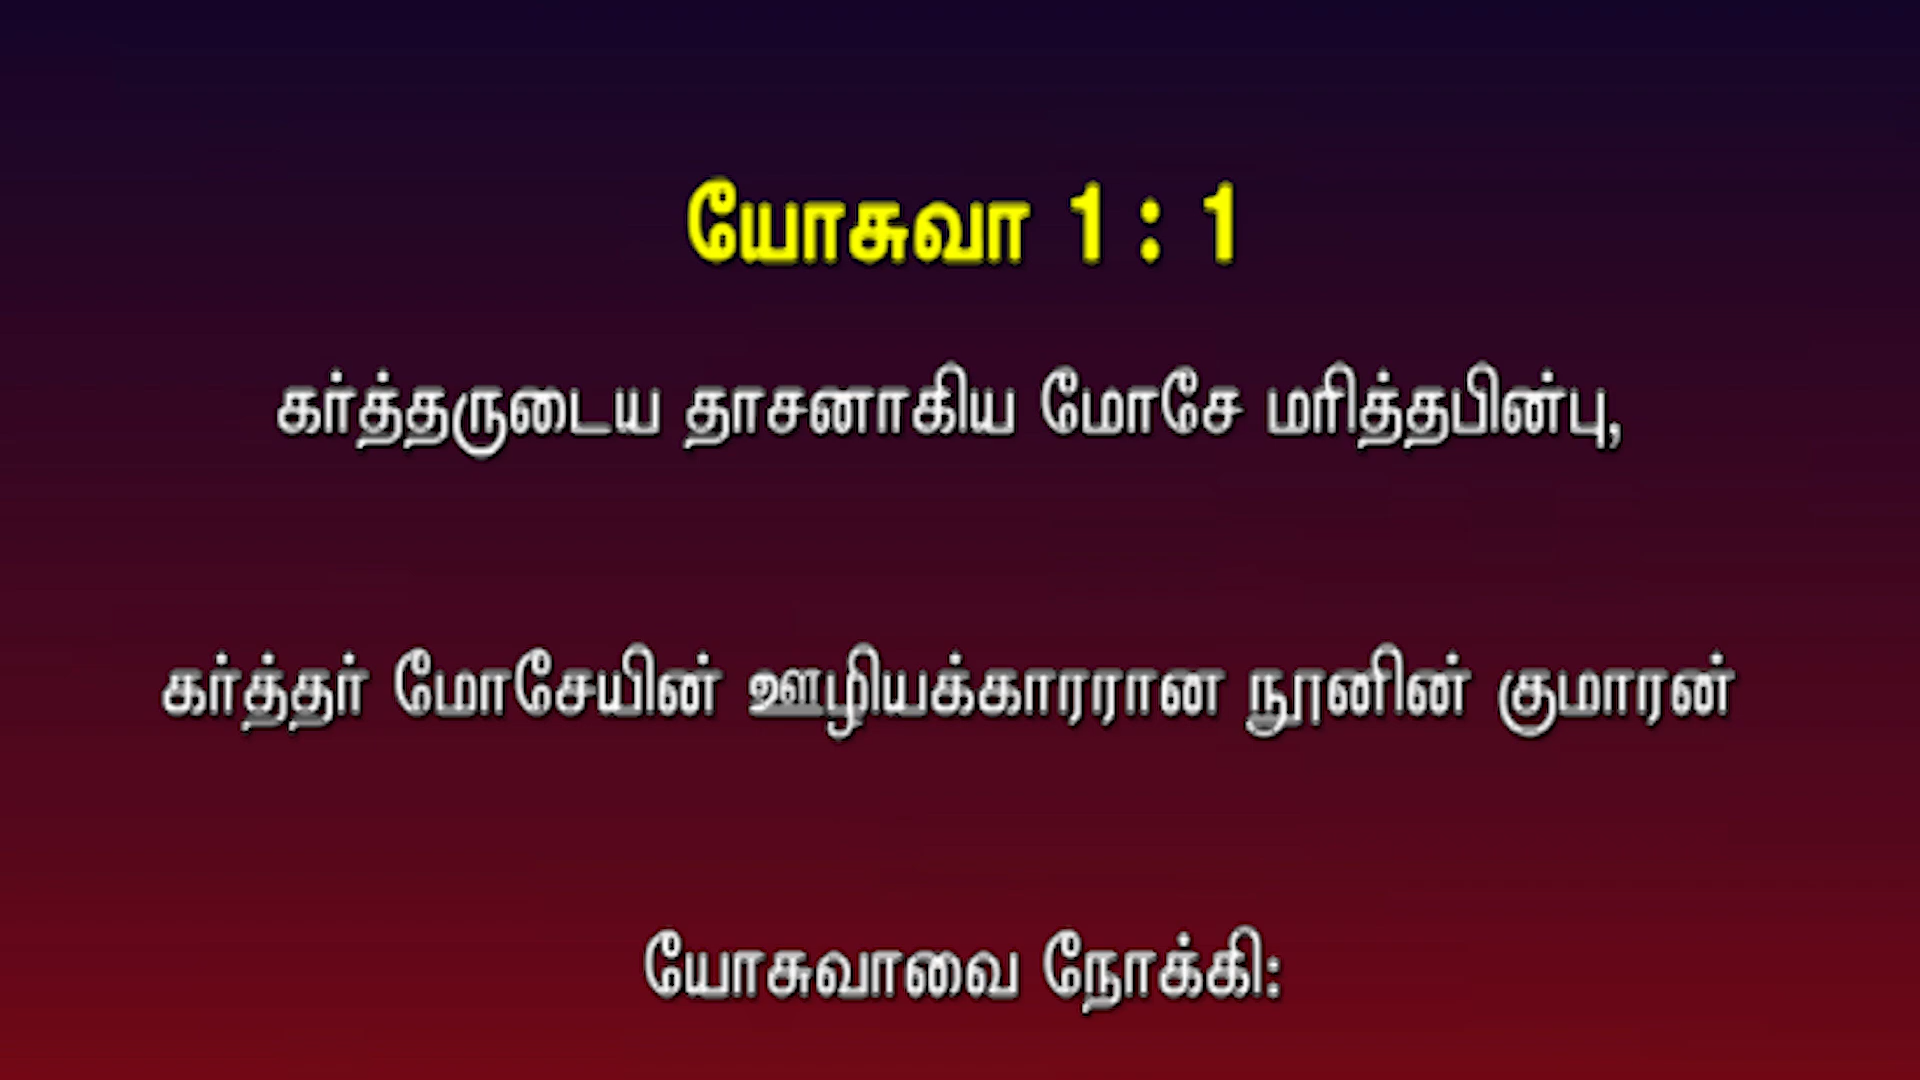 யோசுவா 1 : 1
கர்த்தருடைய தாசனாகிய மோசே மரித்தபின்பு,
கர்த்தர் மோசேயின் ஊழியக்காரரான நூனின் குமாரன்
யோசுவாவை நோக்கி: